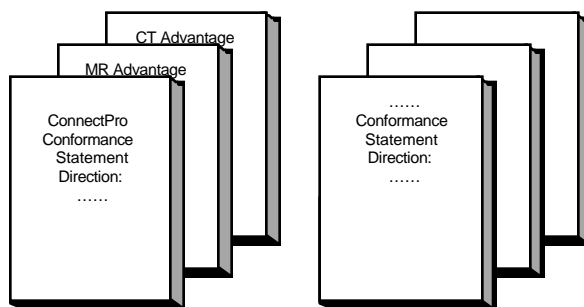 CT Advantage
MR Advantage
ConnectPro
Conformance
Statement
Direction:
......
......
Conformance
Statement
Direction:
......